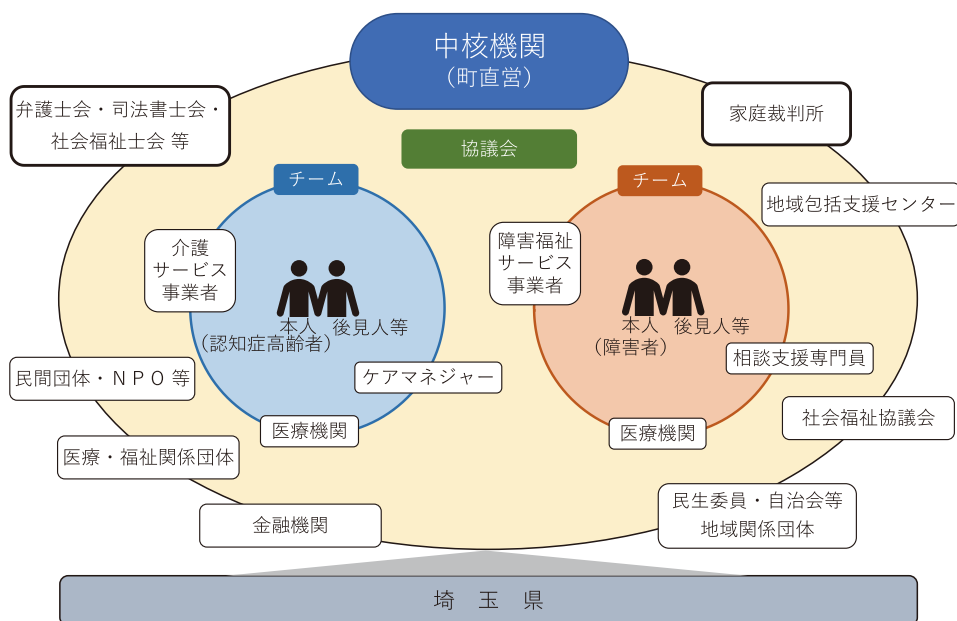 中核機関
（町直営）
弁護士会・司法書士会・
社会福祉士会 等
家庭裁判所
協議会
チーム
チーム
地域包括支援センター
介護
サービス
事業者
障害福祉
サービス
事業者
本人 後見人等
（認知症高齢者）
本人 後見人等
（障害者）
相談支援専門員
民間団体・ＮＰＯ 等
ケアマネジャー
社会福祉協議会
医療機関
医療機関
医療・福祉関係団体
民生委員・自治会等
地域関係団体
金融機関
埼 玉 県